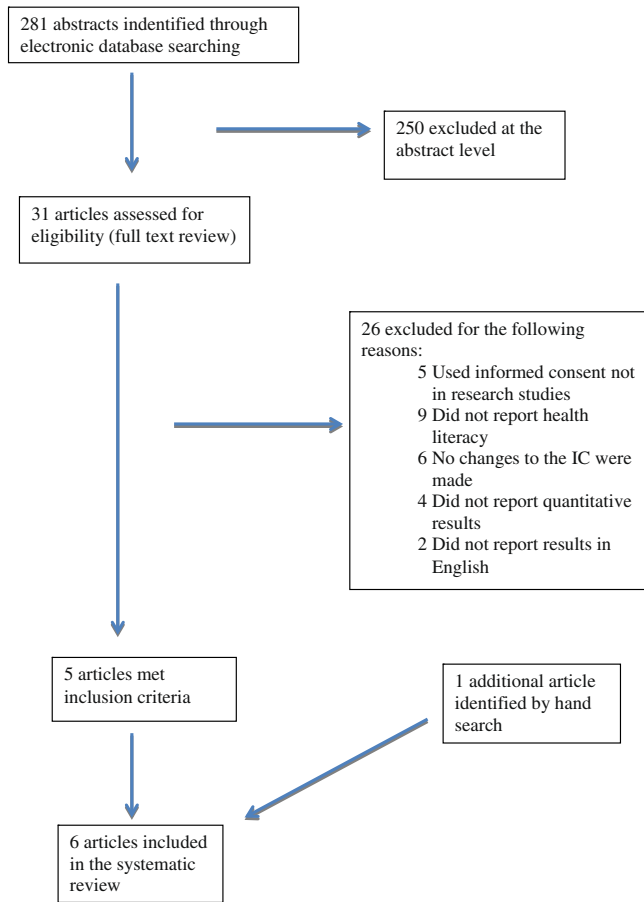 281 abstracts indentified through
electronic database searching
250 excluded at the
abstract level
31 articles assessed for
eligibility (full text review)
26 excluded for the following
reasons:
5 Used informed consent not
in research studies
9 Did not report health
literacy
6 No changes to the IC were
made
4 Did not report quantitative
results
2 Did not report results in
English
5 articles met
inclusion criteria
1 additional article
identified by hand
search
6 articles included
in the systematic
review